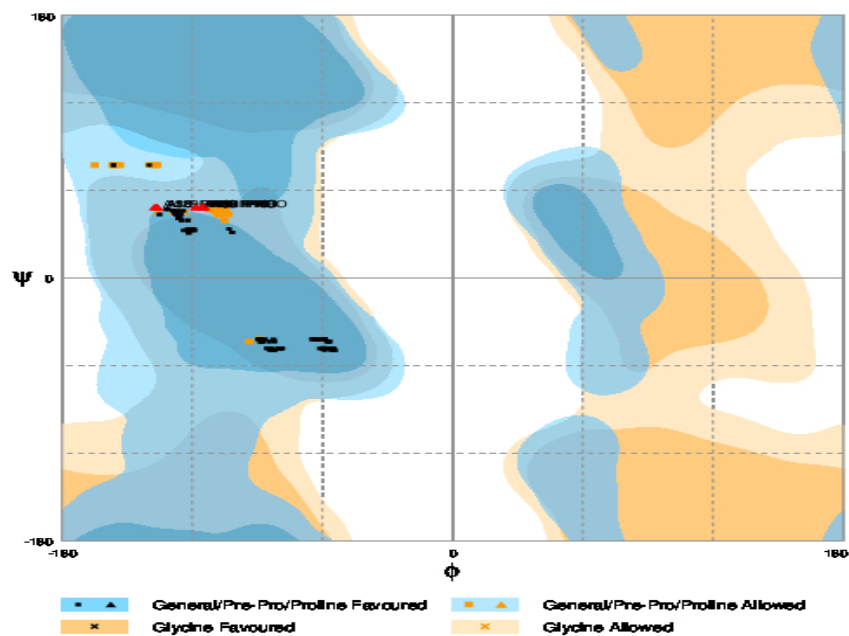 180
Ψ
0
-180
-180
0
180
Φ
General/Pre-Pro/Proline Favoured
General/Pre-Pro/Proline Allowed
Glycine Favoured
Glycine Allowed